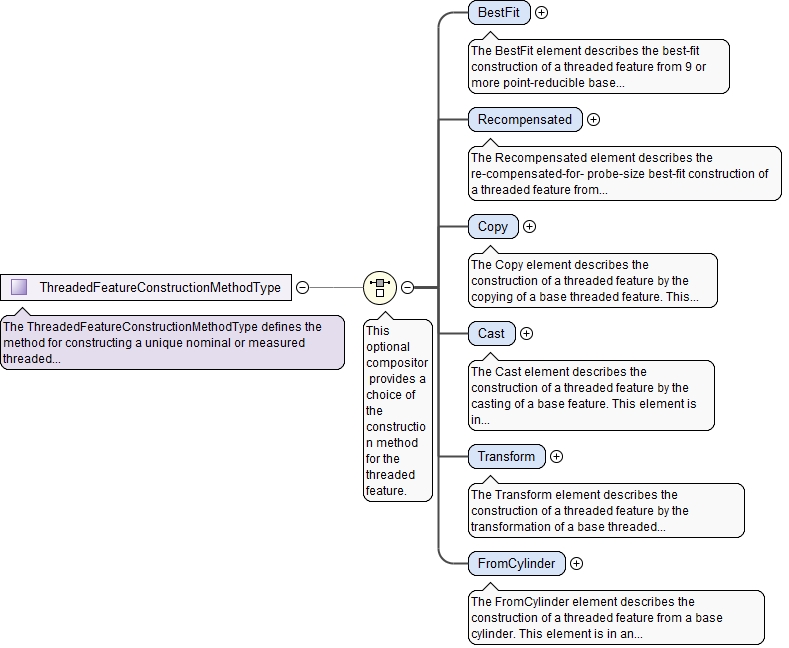 BestFit
The BestFit element describes the best-fit
construction of a threaded feature from 9 or
more point-reducible base...
Recompensated
The Recompensated element describes the
re-compensated-for- probe-size best-fit construction of
a threaded feature from...
Copy
The Copy element describes the
construction of a threaded feature by the
copying of a base threaded feature. This...
ThreadedFeatureConstructionMethodType
The ThreadedFeatureConstructionMethodType defines the
method for constructing a unique nominal or measured
threaded...
This
optional
compositor
provides a
choice of
the
constructio
n method
for the
threaded
feature.
Cast
The Cast element describes the
construction of a threaded feature by the
casting of a base feature. This element is
in...
Transform
The Transform element describes the
construction of a threaded feature by the
transformation of a base threaded...
FromCylinder
The FromCylinder element describes the
construction of a threaded feature from a base
cylinder. This element is in an...